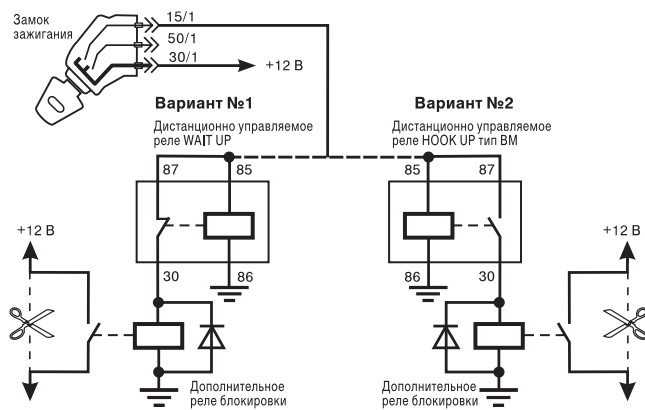 Замок
зажигания
15/1
50/1
30/1
+12 В
Вариант №1
Дистанционно управляемое
реле WAIT UP
Вариант №2
Дистанционно управляемое
реле HOOK UP тип ВМ
87
85
85
87
+12 В
+12 В
30
86
86
30
Дополнительное
реле блокировки
Дополнительное
реле блокировки